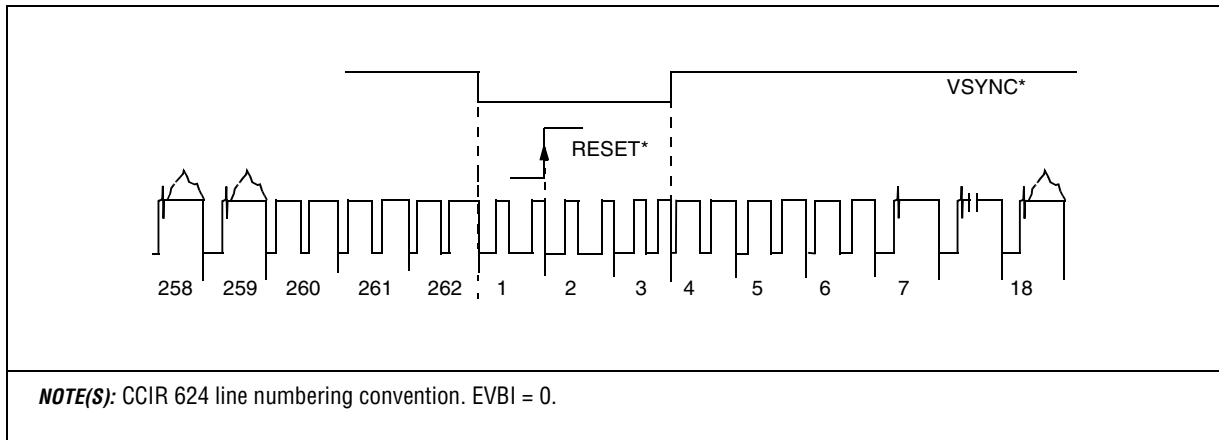 VSYNC*
RESET*
258 259 260 261 262 1 2 3 4 5 6 7 18
NOTE(S): CCIR 624 line numbering convention. EVBI = 0.